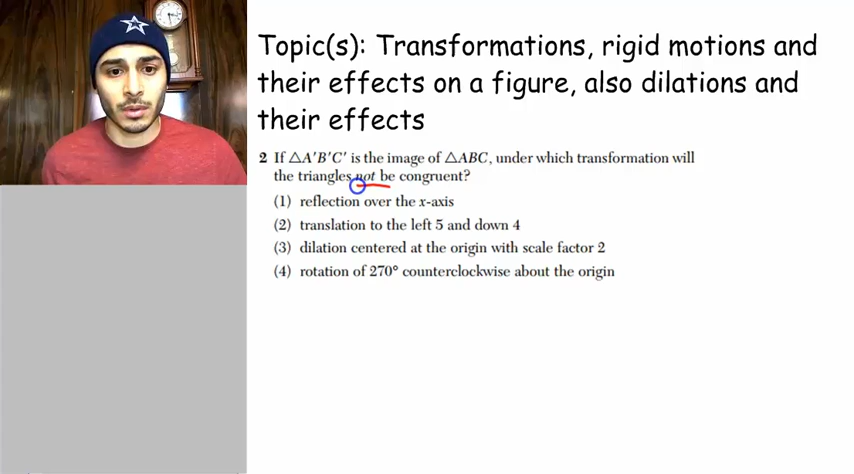 Topic(s): Transformations, rigid motions and
their effects on a figure, also dilations and
their effects
2 If △A′B′C′ is the image of △ABC, under which transformation will
the triangles not be congruent?
(1) reflection over the x-axis
(2) translation to the left 5 and down 4
(3) dilation centered at the origin with scale factor 2
(4) rotation of 270° counterclockwise about the origin